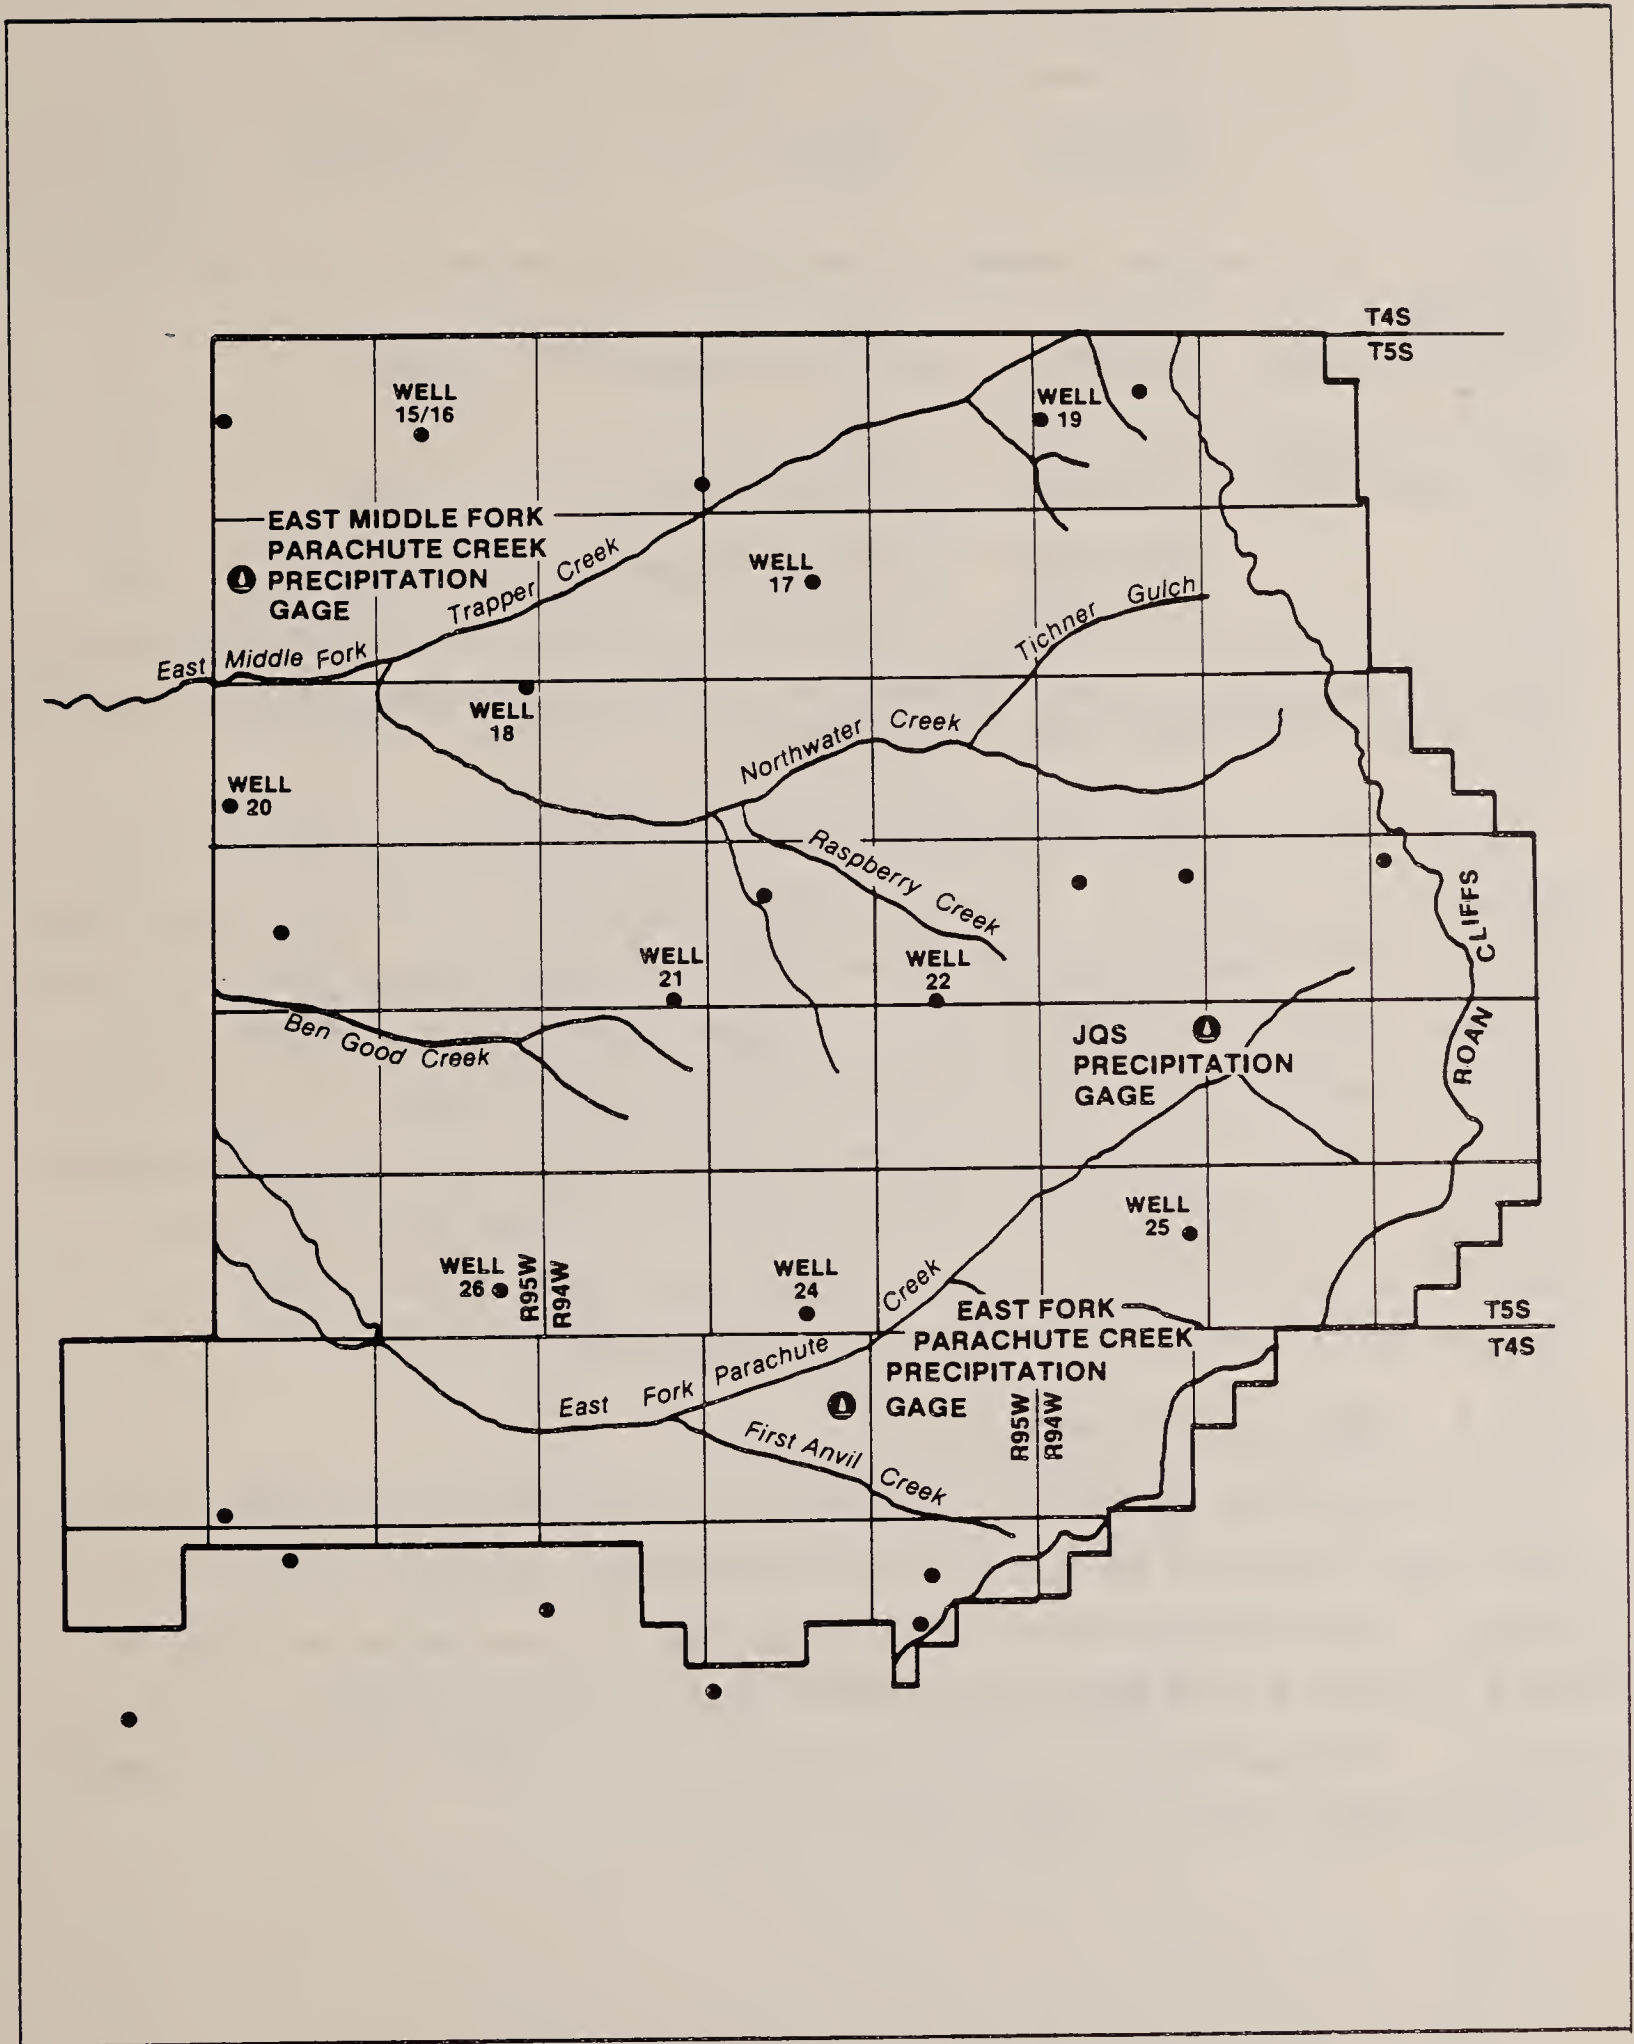 T4S
T5S
WELL
15/16
WELL
19
EAST MIDDLE FORK
PARACHUTE CREEK
PRECIPITATION
GAGE
Trapper Creek
WELL
17
Tichner Gulch
East Middle Fork
WELL
18
Northwater Creek
WELL
20
Raspberry Creek
ROAN CLIFFS
WELL
21
WELL
22
Ben Good Creek
JQS
PRECIPITATION
GAGE
WELL
25
WELL
26
R95W
R94W
WELL
24
EAST FORK
PARACHUTE CREEK
PRECIPITATION
GAGE
T5S
T4S
East Fork Parachute Creek
R95W
R94W
First Anvil Creek